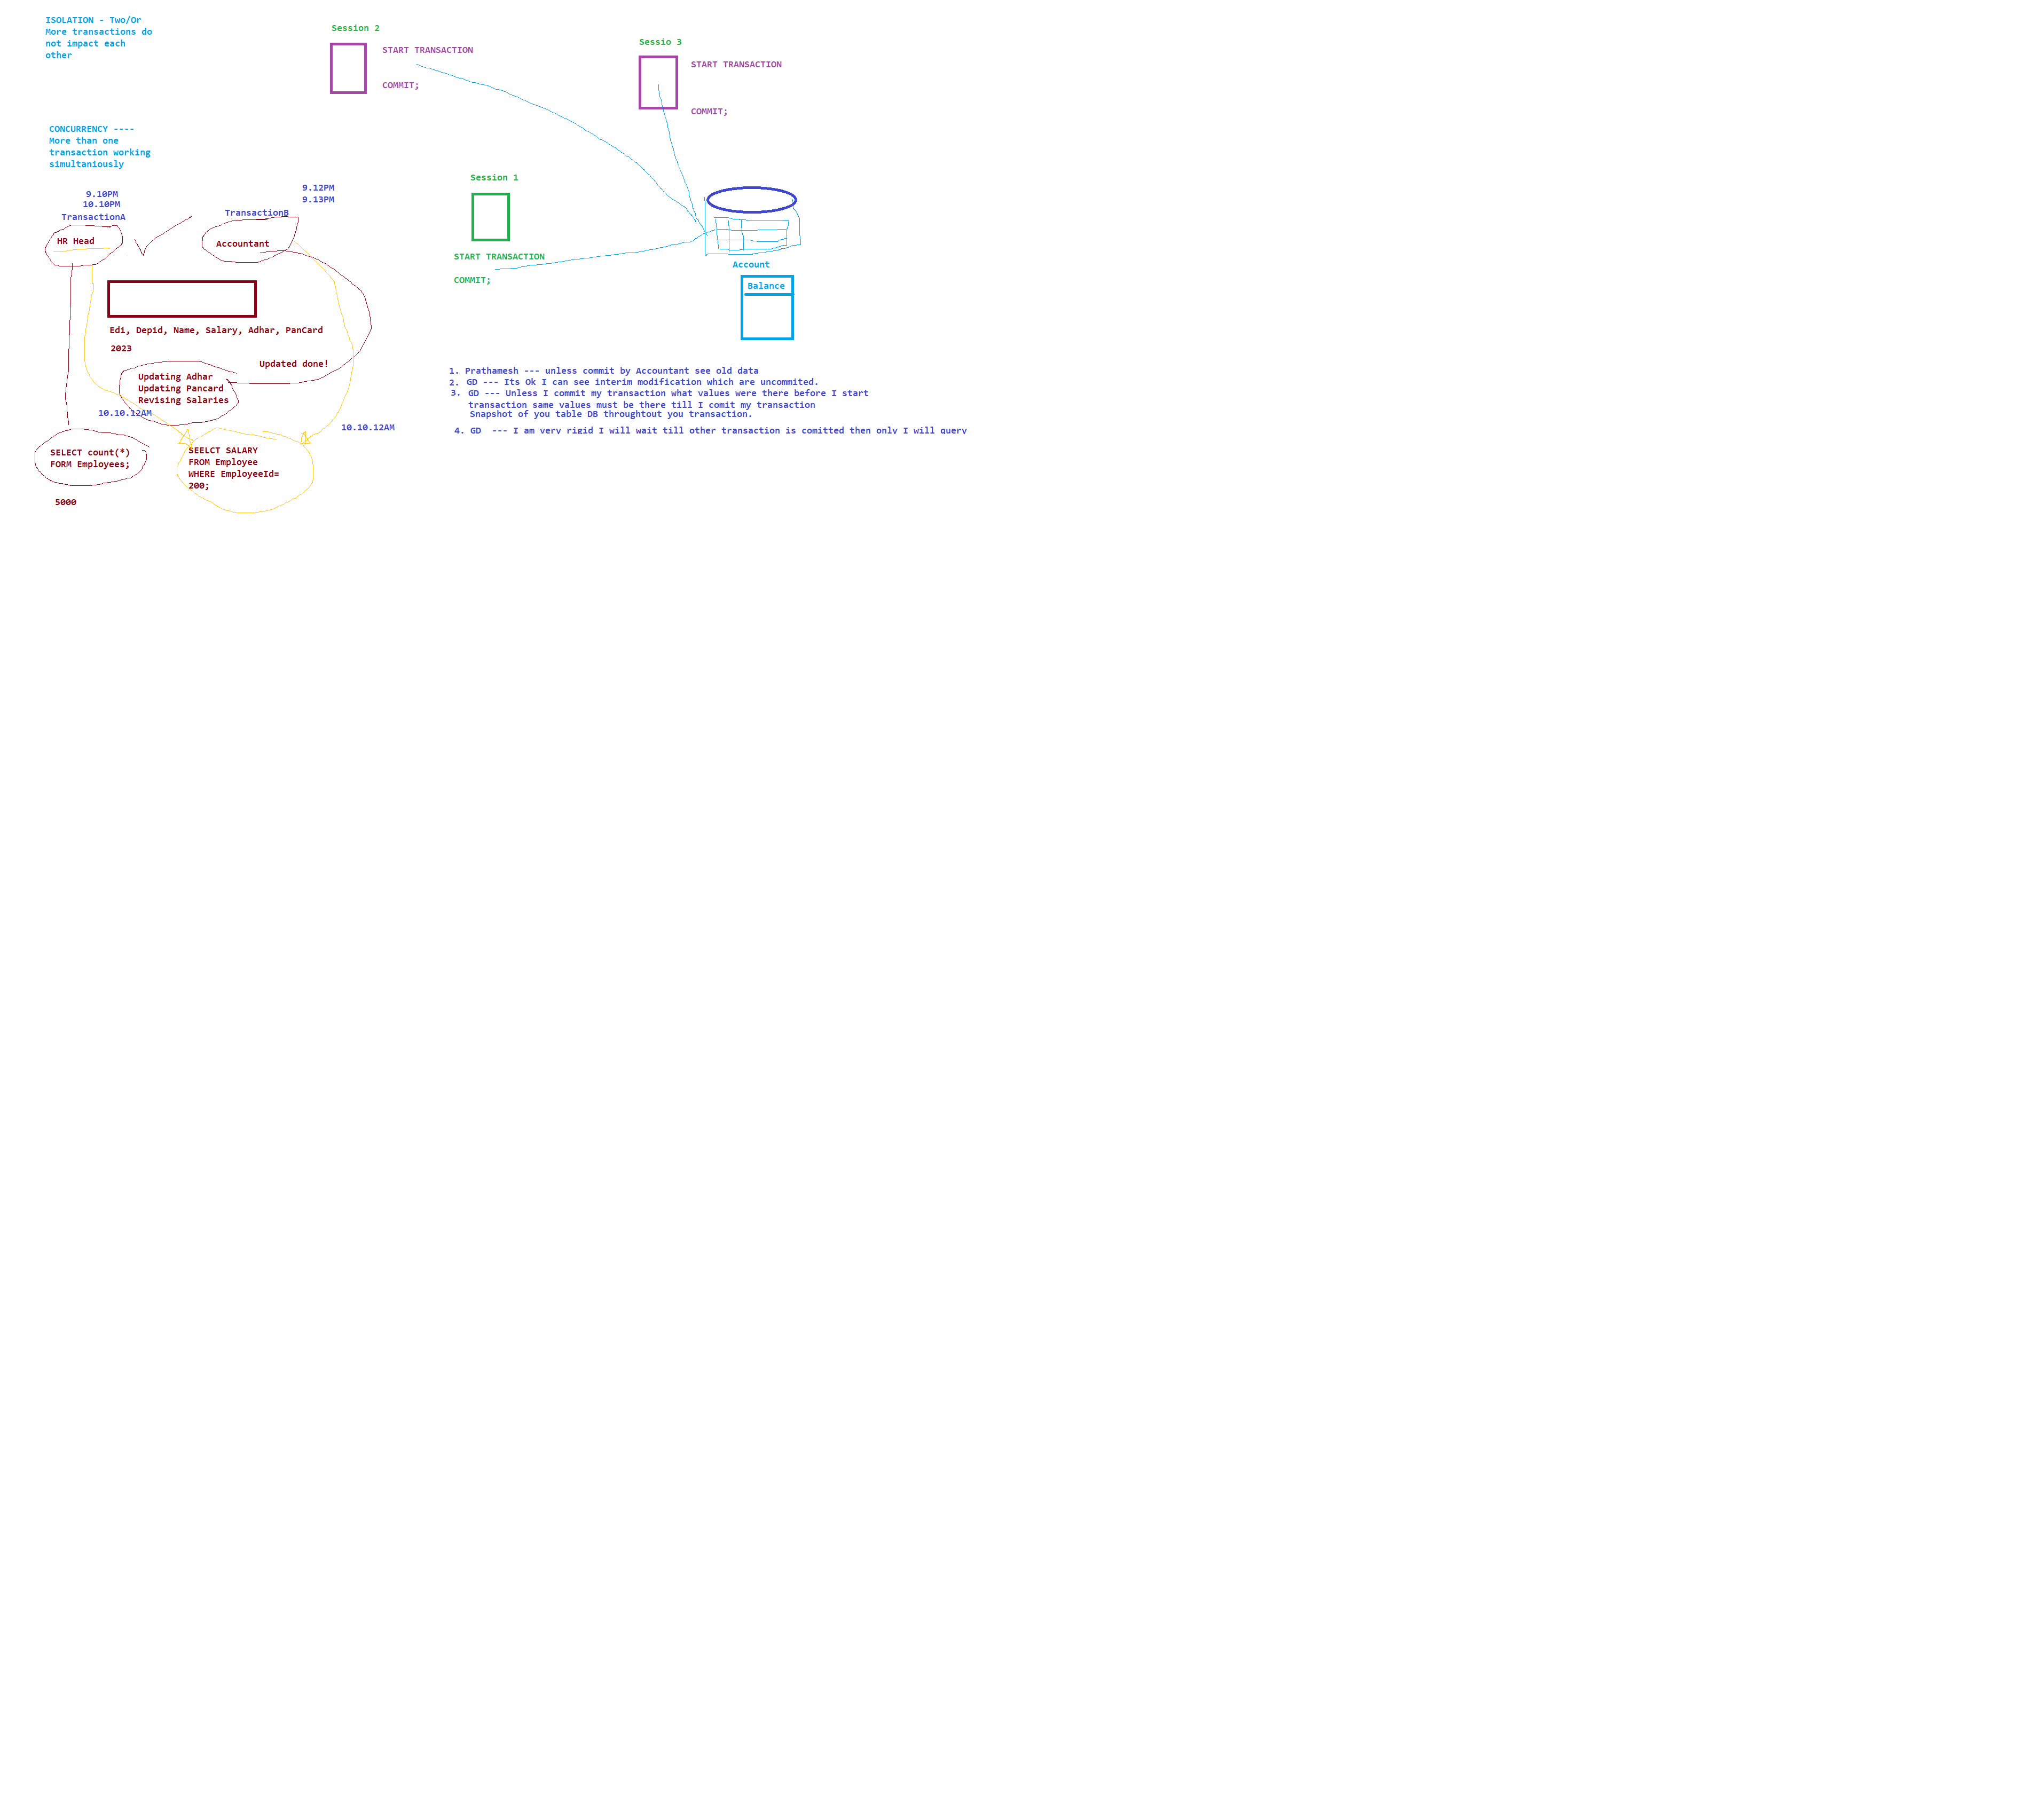 ISOLATION - Two/Or
More transactions do
not impact each
other
Session 2
START TRANSACTION
COMMIT;
Sessio 3
START TRANSACTION
COMMIT;
CONCURRENCY ----
More than one
transaction working
simultaniously
Session 1
START TRANSACTION
COMMIT;
Account
Balance
9.10PM
10.10PM
TransactionA
9.12PM
9.13PM
TransactionB
HR Head
Accountant
Edi, Depid, Name, Salary, Adhar, PanCard
2023
Updated done!
Updating Adhar
Updating Pancard
Revising Salaries
10.10.12AM
10.10.12AM
SELECT count(*)
FORM Employees;
5000
SEELCT SALARY
FROM Employee
WHERE EmployeeId=
200;
1. Prathamesh --- unless commit by Accountant see old data
2. GD --- Its Ok I can see interim modification which are uncommited.
3. GD --- Unless I commit my transaction what values were there before I start
transaction same values must be there till I comit my transaction
Snapshot of you table DB throughtout you transaction.
4. GD --- I am very rigid I will wait till other transaction is comitted then only I will query